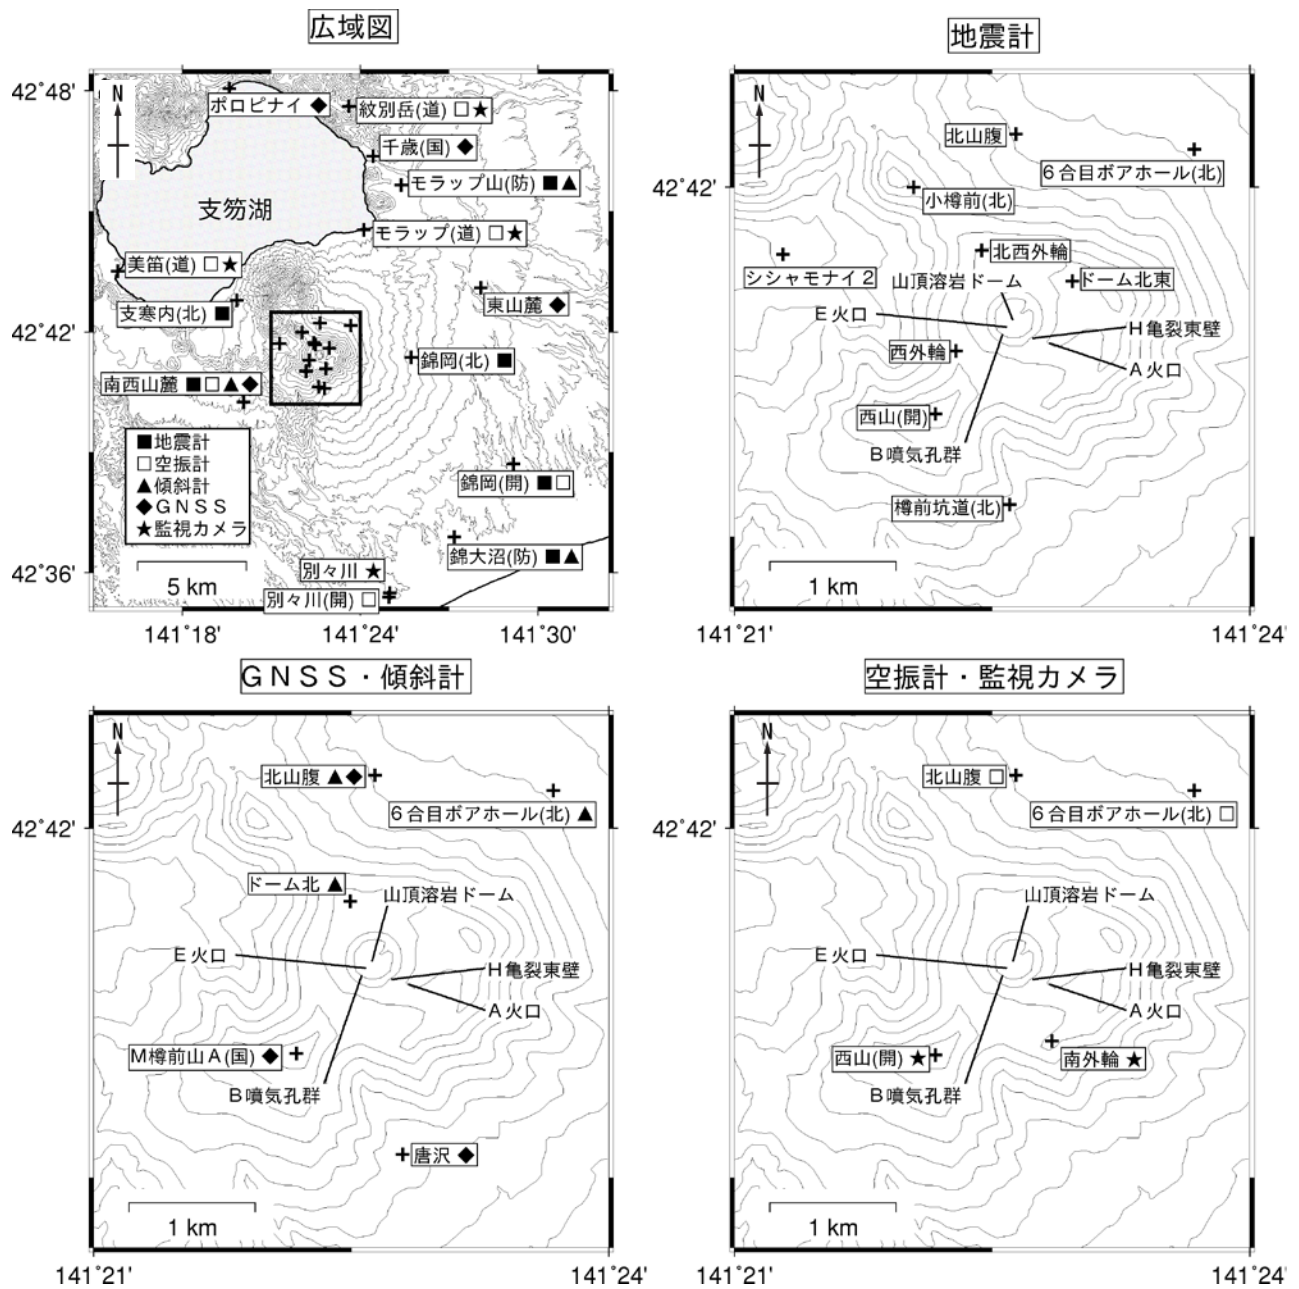 広域図
42˚48'
N
ポロピナイ ◆
紋別岳(道) □★
千歳(国) ◆
モラップ山(防) ■▲
支笏湖
モラップ(道) □★
美笛(道) □★
支寒内(北) ■
東山麓 ◆
42˚42'
錦岡(北) ■
南西山麓 ■□▲◆
■地震計
□空振計
▲傾斜計
◆GNSS
★監視カメラ
錦岡(開) ■□
錦大沼(防) ■▲
別々川 ★
別々川(開) □
42˚36'
5 km
141˚18'
141˚24'
141˚30'
地震計
N
北山腹
6合目ボアホール(北)
42˚42'
小樽前(北)
北西外輪
シシャモナイ2
山頂溶岩ドーム
ドーム北東
E火口
H亀裂東壁
西外輪
A火口
西山(開)
B噴気孔群
樽前坑道(北)
1 km
141˚21'
141˚24'
GNSS・傾斜計
N
北山腹 ▲◆
6合目ボアホール(北) ▲
42˚42'
ドーム北 ▲
山頂溶岩ドーム
E火口
H亀裂東壁
A火口
M樽前山A(国) ◆
B噴気孔群
唐沢 ◆
1 km
141˚21'
141˚24'
空振計・監視カメラ
N
北山腹 □
6合目ボアホール(北) □
42˚42'
山頂溶岩ドーム
E火口
H亀裂東壁
A火口
西山(開) ★
南外輪 ★
B噴気孔群
1 km
141˚21'
141˚24'